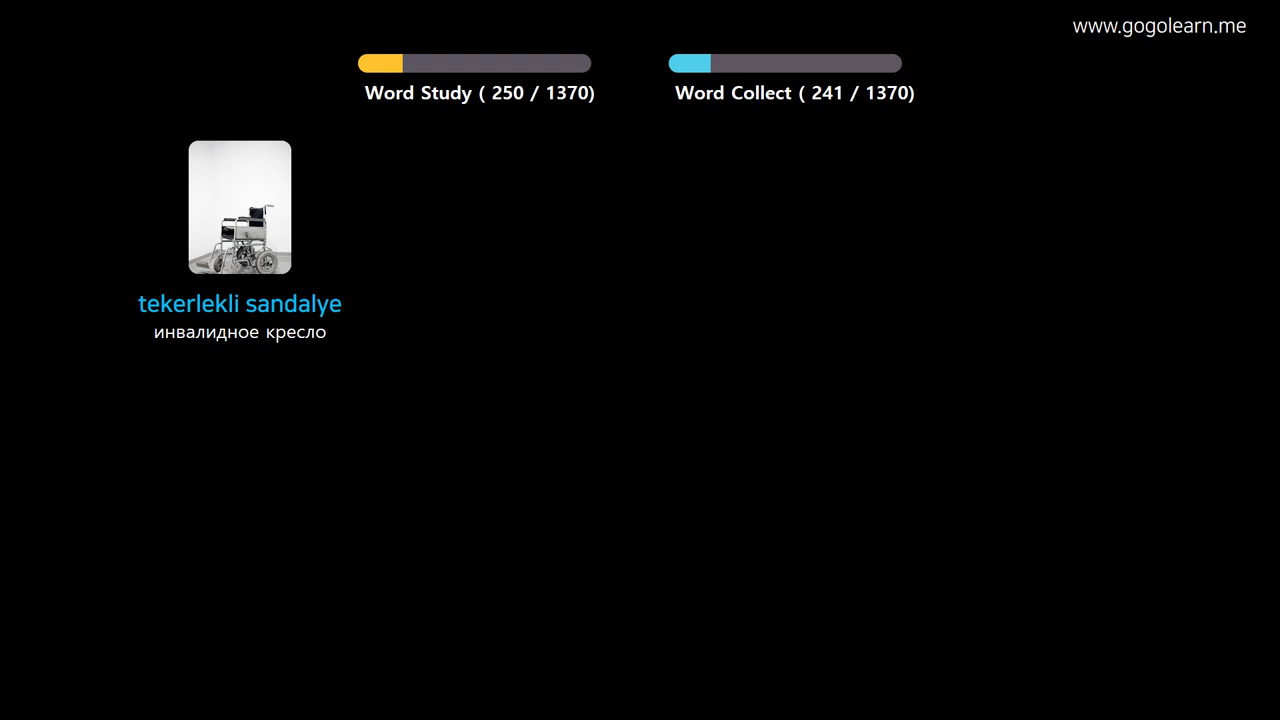 www.gogolearn.me
Word Study ( 250 / 1370)
Word Collect ( 241 / 1370)
tekerlekli sandalye
инвалидное кресло